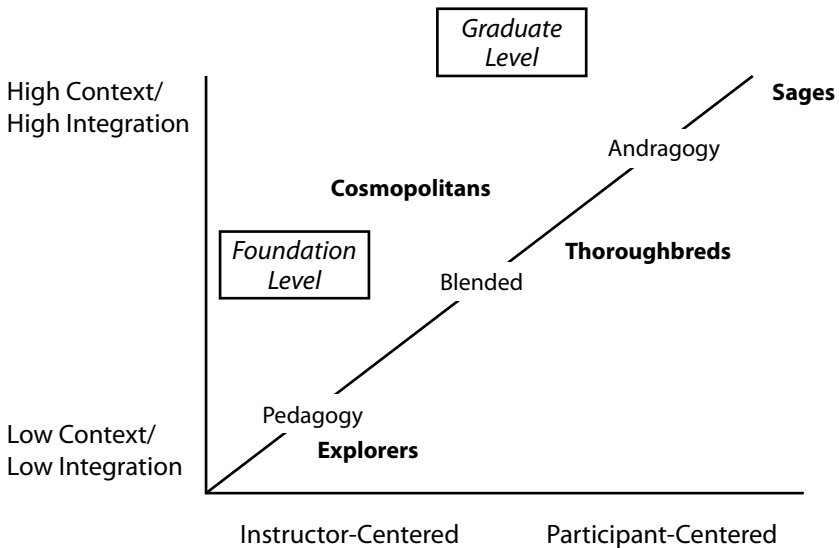 Graduate
Level
High Context/
High Integration
Sages
Andragogy
Cosmopolitans
Foundation
Level
Thoroughbreds
Blended
Pedagogy
Low Context/
Low Integration
Explorers
Instructor-Centered
Participant-Centered